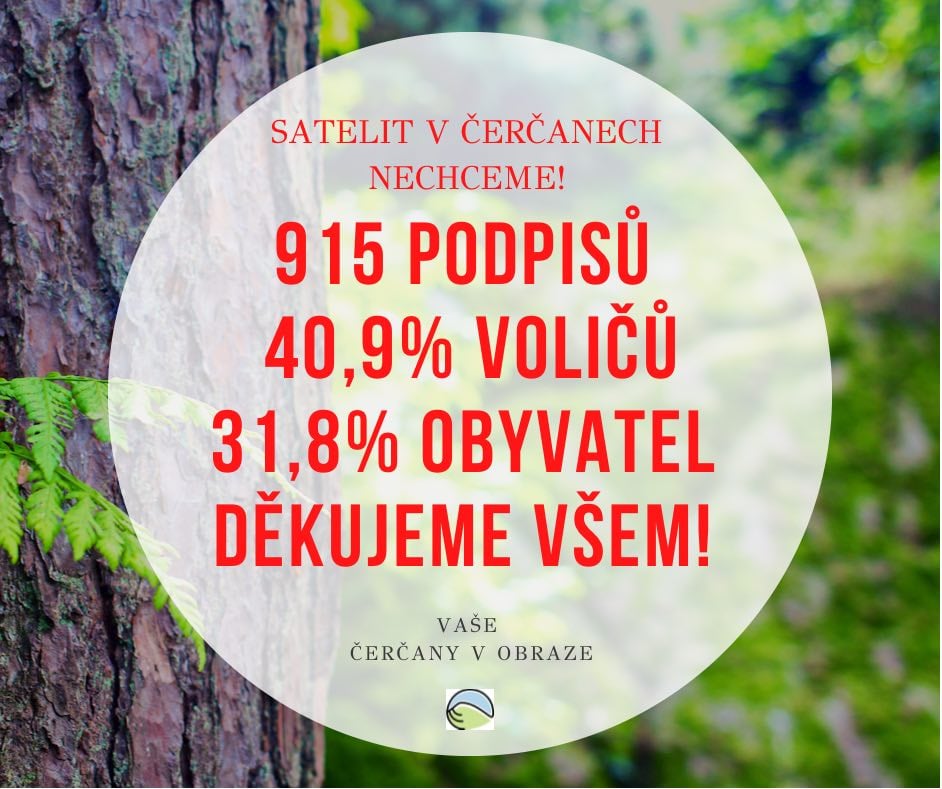 SATELIT V ČERČANECH
NECHCEME!
915 PODPISŮ
40,9% VOLIČŮ
31,8% OBYVATEL
DĚKUJEME VŠEM!
VAŠE
ČERČANY V OBRAZE